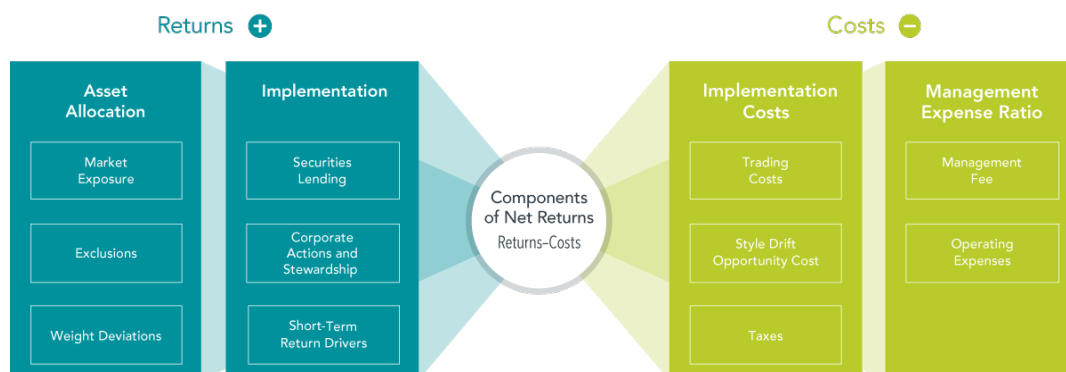 Returns +
Costs −
Asset
Allocation
Market
Exposure
Exclusions
Weight Deviations
Implementation
Securities
Lending
Corporate
Actions and
Stewardship
Short-Term
Return Drivers
Components
of Net Returns
Returns–Costs
Implementation
Costs
Trading
Costs
Style Drift
Opportunity Cost
Taxes
Management
Expense Ratio
Management
Fee
Operating
Expenses